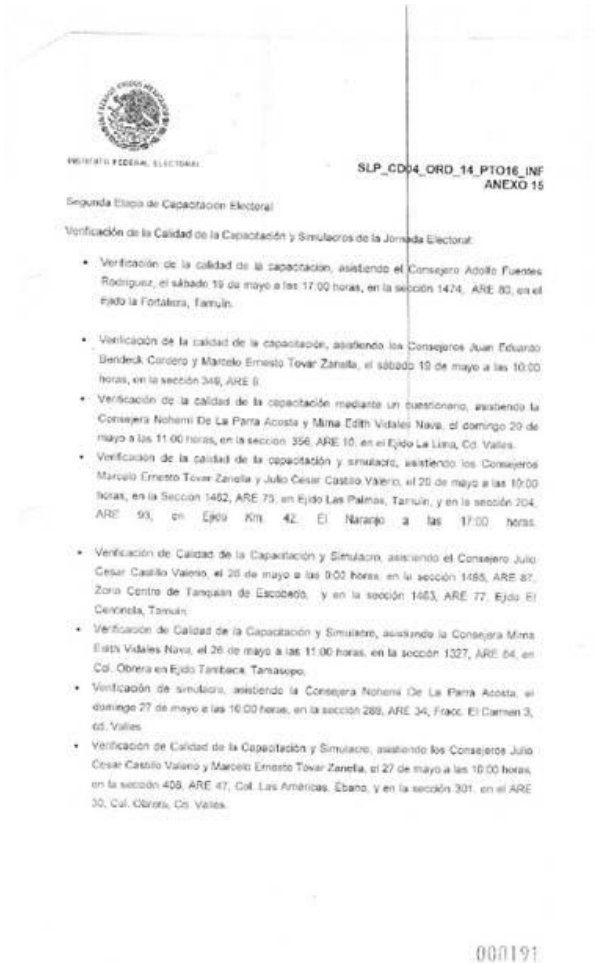 ESTADOS UNIDOS MEXICANOS
INSTITUTO FEDERAL ELECTORAL
SLP_CD04_ORD_14_PTO16_INF
ANEXO 15
Segunda Etapa de Capacitación Electoral
Verificación de la Calidad de la Capacitación y Simulacros de la Jornada Electoral:
• Verificación de la calidad de la capacitación, asistiendo el Consejero Adolfo Fuentes
Rodríguez, el sábado 19 de mayo a las 17:00 horas, en la sección 1474, ARE 80, en el
Ejido la Fortaleza, Tamuín.
• Verificación de la calidad de la capacitación, asistiendo los Consejeros Juan Eduardo
Bendeck Cordero y Marcelo Ernesto Tovar Zanella, el sábado 19 de mayo a las 10:00
horas, en la sección 348, ARE
• Verificación de la calidad de la capacitación mediante un cuestionario, asistiendo la
Consejera Nohemi De La Parra Acosta y Mirna Edith Vidales Nava, el domingo 20 de
mayo a las 11:00 horas, en la sección 356, ARE 10, en el Ejido La Lima, Cd. Valles.
• Verificación de la calidad de la capacitación y simulacro, asistiendo los Consejeros
Marcelo Ernesto Tovar Zanella y Julio Cesar Castillo Valerio, el 20 de mayo a las 10:00
horas, en la Sección 1462, ARE 75, en Ejido Las Palmas, Tamuín, y en la sección 204,
ARE 93, en Ejido Km. 42, El Naranjo a las 17:00 horas.
• Verificación de Calidad de la Capacitación y Simulacro, asistiendo el Consejero Julio
Cesar Castillo Valerio, el 26 de mayo a las 9:00 horas, en la sección 1485, ARE 87,
Zona Centro de Tanquian de Escobedo, y en la sección 1463, ARE 77, Ejido El
Cenonela, Tamuín.
• Verificación de Calidad de la Capacitación y Simulacro, asistiendo la Consejera Mirna
Edith Vidales Nava, el 26 de mayo a las 11:00 horas, en la sección 1327, ARE 64, en
Col. Obrera en Ejido Tambaca, Tamasopo.
• Verificación de simulacro, asistiendo la Consejera Nohemi De La Parra Acosta, el
domingo 27 de mayo a las 16:00 horas, en la sección 289, ARE 34, Fracc. El Carmen 3,
cd. Valles
• Verificación de Calidad de la Capacitación y Simulacro, asistiendo los Consejeros Julio
Cesar Castillo Valerio y Marcelo Ernesto Tovar Zanella, el 27 de mayo a las 10:00 horas,
en la sección 408, ARE 47, Col. Las Américas, Ébano, y en la sección 301, en el ARE
30, Col. Obrera, Cd. Valles.
000191